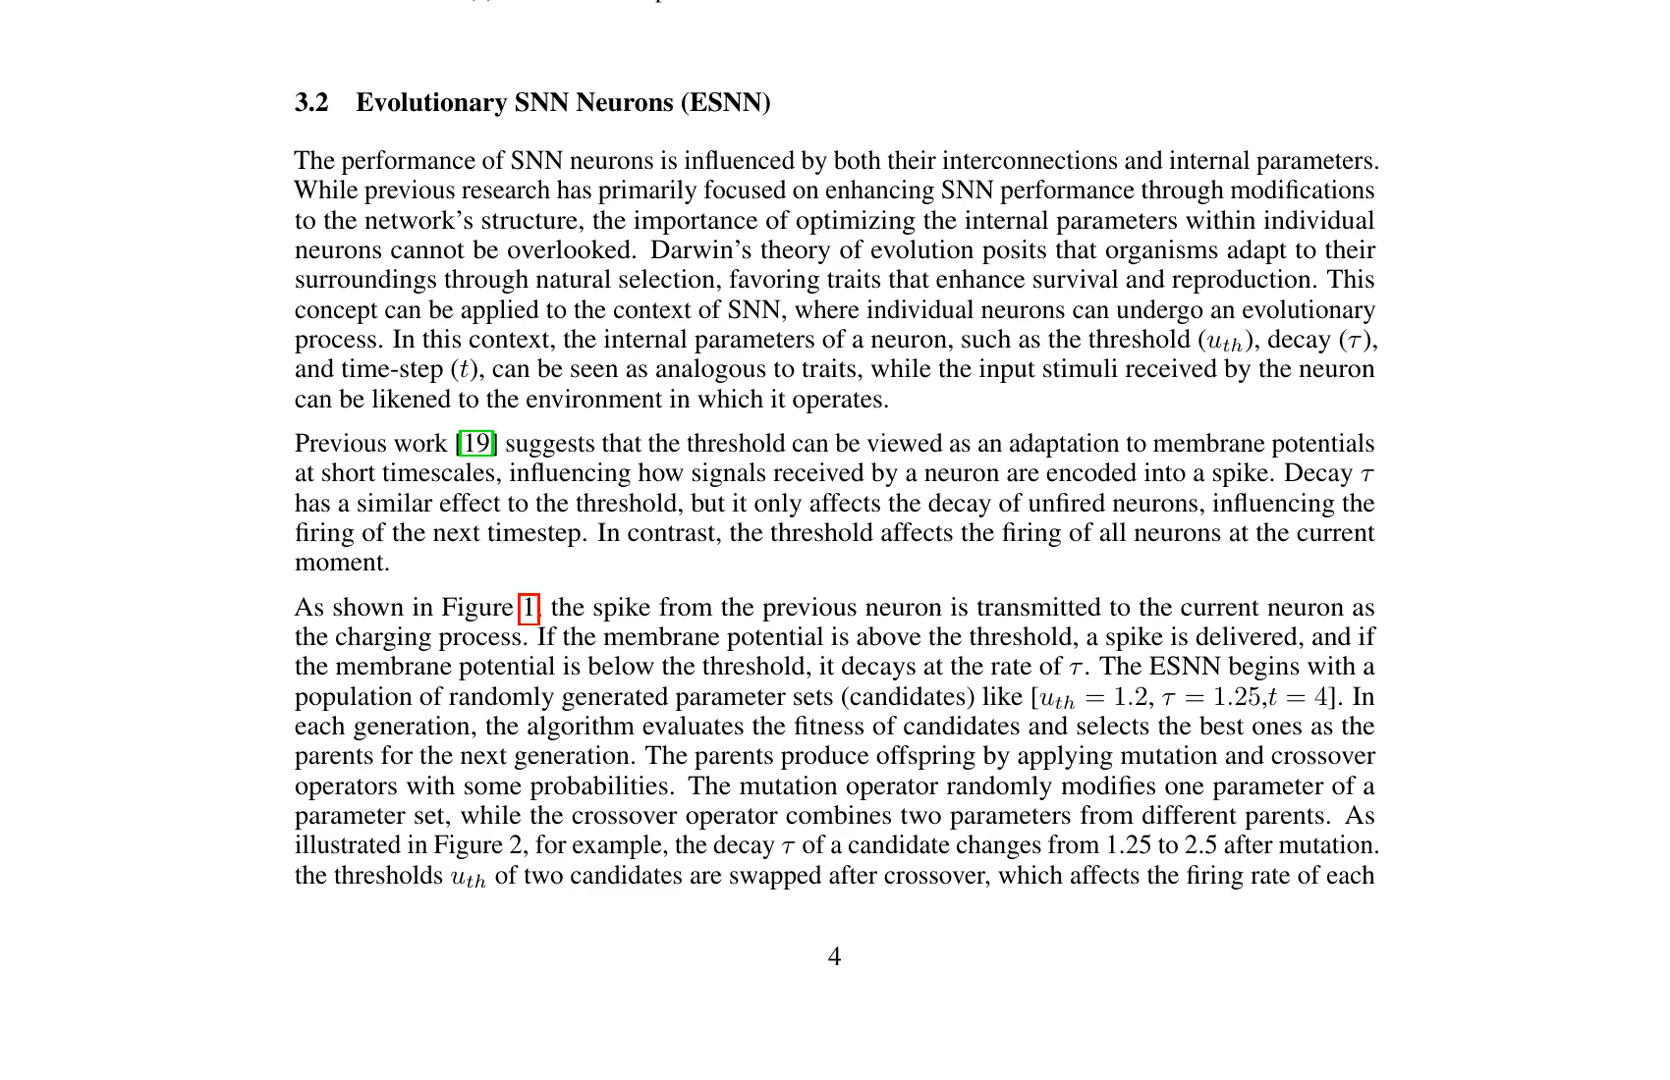 3.2 Evolutionary SNN Neurons (ESNN)
The performance of SNN neurons is influenced by both their interconnections and internal parameters.
While previous research has primarily focused on enhancing SNN performance through modifications
to the network's structure, the importance of optimizing the internal parameters within individual
neurons cannot be overlooked. Darwin's theory of evolution posits that organisms adapt to their
surroundings through natural selection, favoring traits that enhance survival and reproduction. This
concept can be applied to the context of SNN, where individual neurons can undergo an evolutionary
process. In this context, the internal parameters of a neuron, such as the threshold (u_{th}), decay (τ),
and time-step (t), can be seen as analogous to traits, while the input stimuli received by the neuron
can be likened to the environment in which it operates.
Previous work [19] suggests that the threshold can be viewed as an adaptation to membrane potentials
at short timescales, influencing how signals received by a neuron are encoded into a spike. Decay τ
has a similar effect to the threshold, but it only affects the decay of unfired neurons, influencing the
firing of the next timestep. In contrast, the threshold affects the firing of all neurons at the current
moment.
As shown in Figure 1, the spike from the previous neuron is transmitted to the current neuron as
the charging process. If the membrane potential is above the threshold, a spike is delivered, and if
the membrane potential is below the threshold, it decays at the rate of τ. The ESNN begins with a
population of randomly generated parameter sets (candidates) like [u_{th} = 1.2, τ = 1.25,t = 4]. In
each generation, the algorithm evaluates the fitness of candidates and selects the best ones as the
parents for the next generation. The parents produce offspring by applying mutation and crossover
operators with some probabilities. The mutation operator randomly modifies one parameter of a
parameter set, while the crossover operator combines two parameters from different parents. As
illustrated in Figure 2, for example, the decay τ of a candidate changes from 1.25 to 2.5 after mutation.
the thresholds u_{th} of two candidates are swapped after crossover, which affects the firing rate of each
4